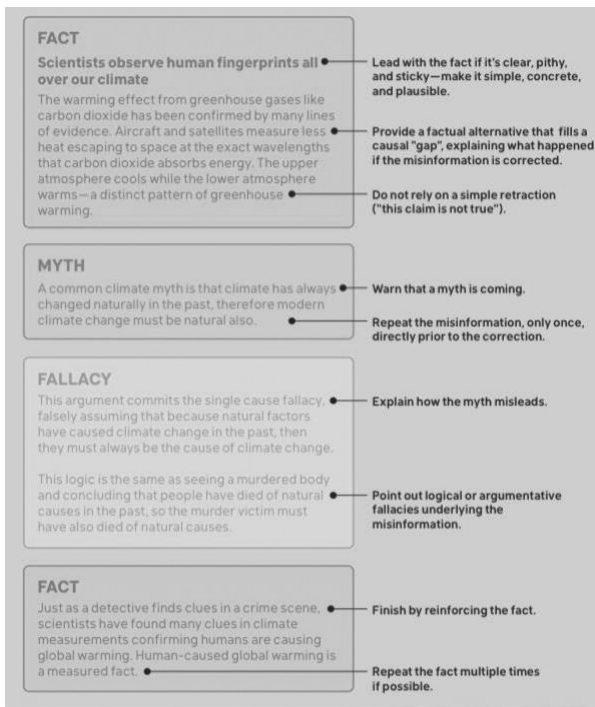 FACT
Scientists observe human fingerprints all
over our climate
The warming effect from greenhouse gases like
carbon dioxide has been confirmed by many lines
of evidence. Aircraft and satellites measure less
heat escaping to space at the exact wavelengths
that carbon dioxide absorbs energy. The upper
atmosphere cools while the lower atmosphere
warms—a distinct pattern of greenhouse
warming.
Lead with the fact if it's clear, pithy,
and sticky—make it simple, concrete,
and plausible.
Provide a factual alternative that fills a
causal "gap", explaining what happened
if the misinformation is corrected.
Do not rely on a simple retraction
("this claim is not true").
MYTH
A common climate myth is that climate has always
changed naturally in the past, therefore modern
climate change must be natural also.
Warn that a myth is coming.
Repeat the misinformation, only once,
directly prior to the correction.
FALLACY
This argument commits the single cause fallacy,
falsely assuming that because natural factors
have caused climate change in the past, then
they must always be the cause of climate change.
This logic is the same as seeing a murdered body
and concluding that people have died of natural
causes in the past, so the murder victim must
have also died of natural causes.
Explain how the myth misleads.
Point out logical or argumentative
fallacies underlying the
misinformation.
FACT
Just as a detective finds clues in a crime scene,
scientists have found many clues in climate
measurements confirming humans are causing
global warming. Human-caused global warming is
a measured fact.
Finish by reinforcing the fact.
Repeat the fact multiple times
if possible.